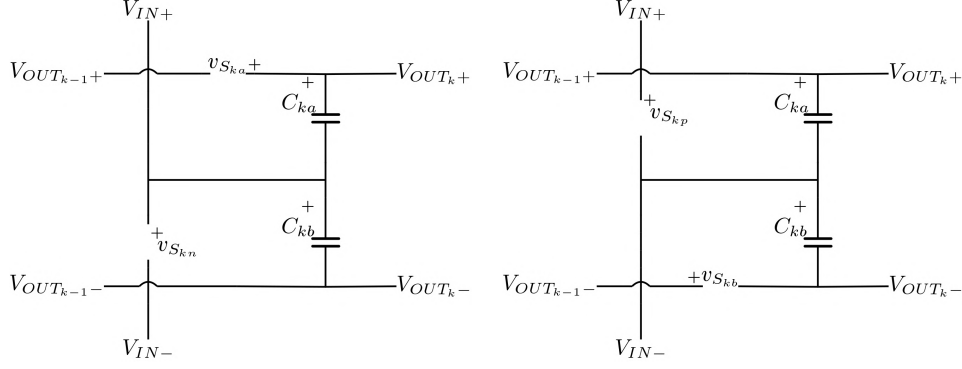 V_{IN+} V_{IN+}
V_{OUT_{k-1}+} v_{S_{ka}}+ V_{OUT_k+} V_{OUT_{k-1}+} V_{OUT_k+}
+ + +
C_{ka} v_{S_{kp}} C_{ka}
+ +
C_{kb} C_{kb}
+
v_{S_{kn}}
V_{OUT_{k-1}-} V_{OUT_k-} V_{OUT_{k-1}-} +v_{S_{kb}} V_{OUT_k-}
V_{IN-} V_{IN-}